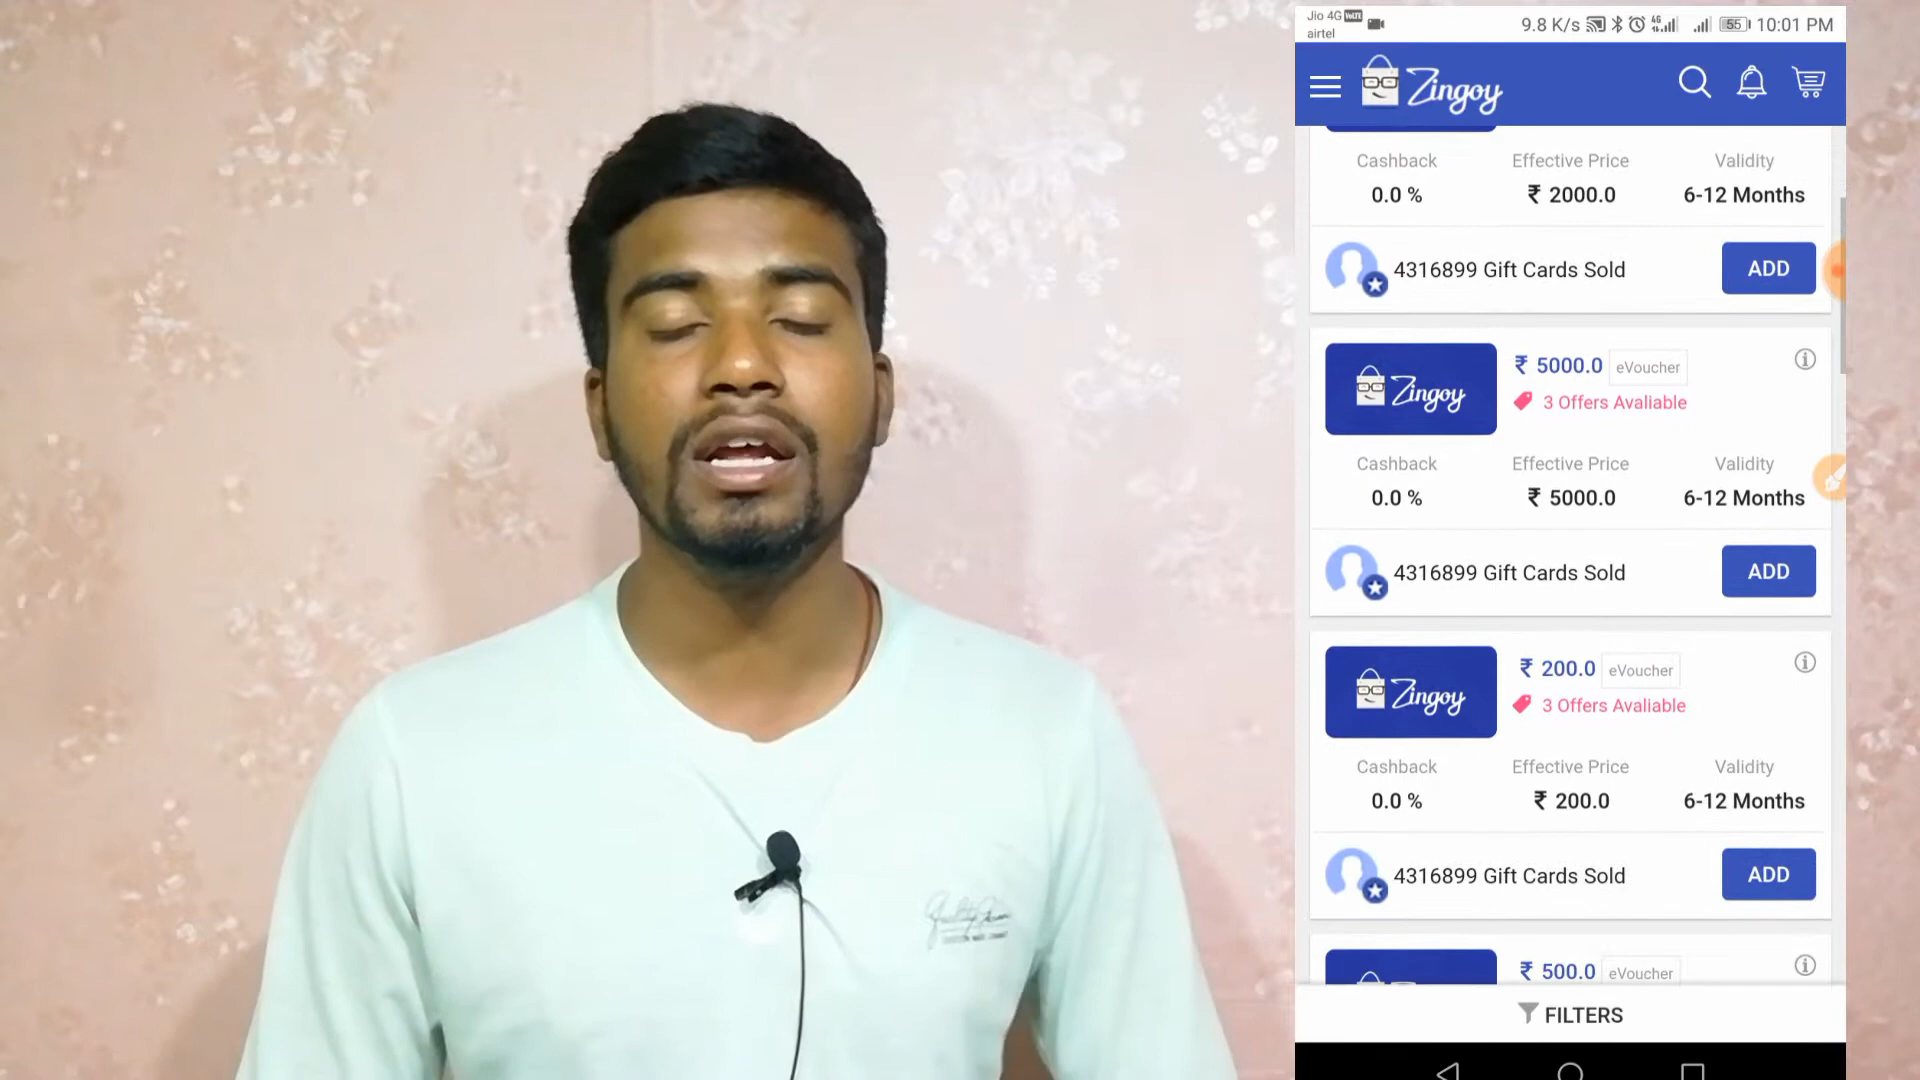 Jio 4G VoLTE
airtel
9.8 K/s 4G 55 10:01 PM
Zingoy
Cashback Effective Price Validity
0.0 % ₹ 2000.0 6-12 Months
4316899 Gift Cards Sold ADD
Zingoy ₹ 5000.0 eVoucher
3 Offers Avaliable
Cashback Effective Price Validity
0.0 % ₹ 5000.0 6-12 Months
4316899 Gift Cards Sold ADD
Zingoy ₹ 200.0 eVoucher
3 Offers Avaliable
Cashback Effective Price Validity
0.0 % ₹ 200.0 6-12 Months
4316899 Gift Cards Sold ADD
₹ 500.0 eVoucher
FILTERS